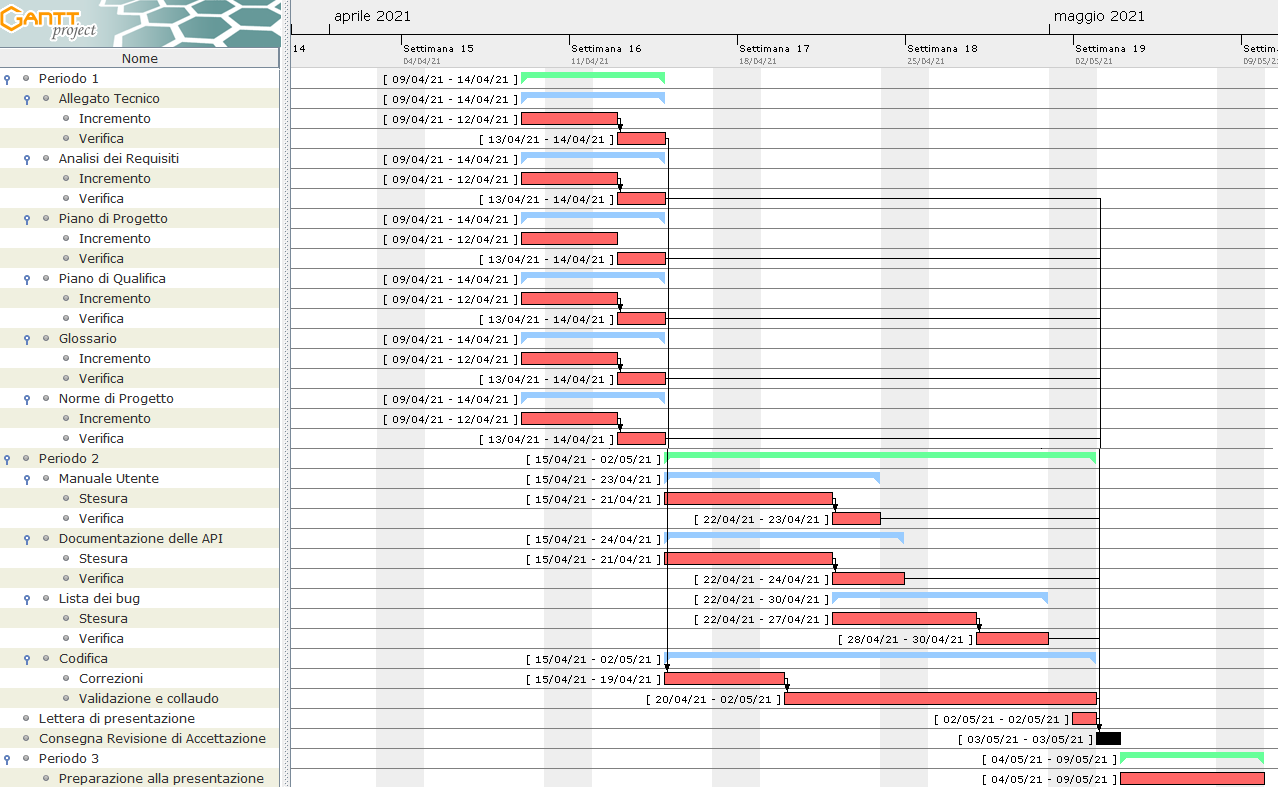 GANTT project
aprile 2021
maggio 2021
14
Settimana 15
Settimana 16
Settimana 17
Settimana 18
Settimana 19
04/04/21
11/04/21
18/04/21
25/04/21
02/05/21
Nome
Periodo 1 [ 09/04/21 - 14/04/21 ]
Allegato Tecnico [ 09/04/21 - 14/04/21 ]
Incremento [ 09/04/21 - 12/04/21 ]
Verifica [ 13/04/21 - 14/04/21 ]
Analisi dei Requisiti [ 09/04/21 - 14/04/21 ]
Incremento [ 09/04/21 - 12/04/21 ]
Verifica [ 13/04/21 - 14/04/21 ]
Piano di Progetto [ 09/04/21 - 14/04/21 ]
Incremento [ 09/04/21 - 12/04/21 ]
Verifica [ 13/04/21 - 14/04/21 ]
Piano di Qualifica [ 09/04/21 - 14/04/21 ]
Incremento [ 09/04/21 - 12/04/21 ]
Verifica [ 13/04/21 - 14/04/21 ]
Glossario [ 09/04/21 - 14/04/21 ]
Incremento [ 09/04/21 - 12/04/21 ]
Verifica [ 13/04/21 - 14/04/21 ]
Norme di Progetto [ 09/04/21 - 14/04/21 ]
Incremento [ 09/04/21 - 12/04/21 ]
Verifica [ 13/04/21 - 14/04/21 ]
Periodo 2 [ 15/04/21 - 02/05/21 ]
Manuale Utente [ 15/04/21 - 23/04/21 ]
Stesura [ 15/04/21 - 21/04/21 ]
Verifica [ 22/04/21 - 23/04/21 ]
Documentazione delle API [ 15/04/21 - 24/04/21 ]
Stesura [ 15/04/21 - 21/04/21 ]
Verifica [ 22/04/21 - 24/04/21 ]
Lista dei bug [ 22/04/21 - 30/04/21 ]
Stesura [ 22/04/21 - 27/04/21 ]
Verifica [ 28/04/21 - 30/04/21 ]
Codifica [ 15/04/21 - 02/05/21 ]
Correzioni [ 15/04/21 - 19/04/21 ]
Validazione e collaudo [ 20/04/21 - 02/05/21 ]
Lettera di presentazione [ 02/05/21 - 02/05/21 ]
Consegna Revisione di Accettazione [ 03/05/21 - 03/05/21 ]
Periodo 3 [ 04/05/21 - 09/05/21 ]
Preparazione alla presentazione [ 04/05/21 - 09/05/21 ]